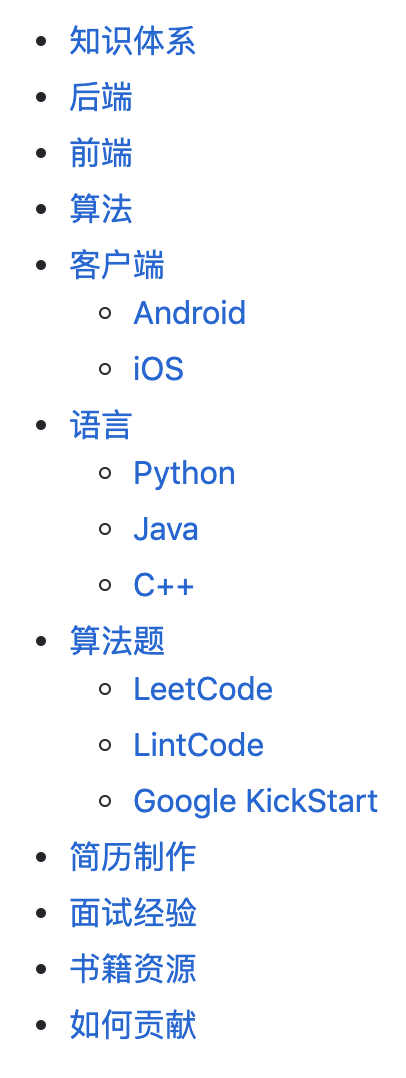 知识体系
后端
前端
算法
客户端
Android
iOS
语言
Python
Java
C++
算法题
LeetCode
LintCode
Google KickStart
简历制作
面试经验
书籍资源
如何贡献